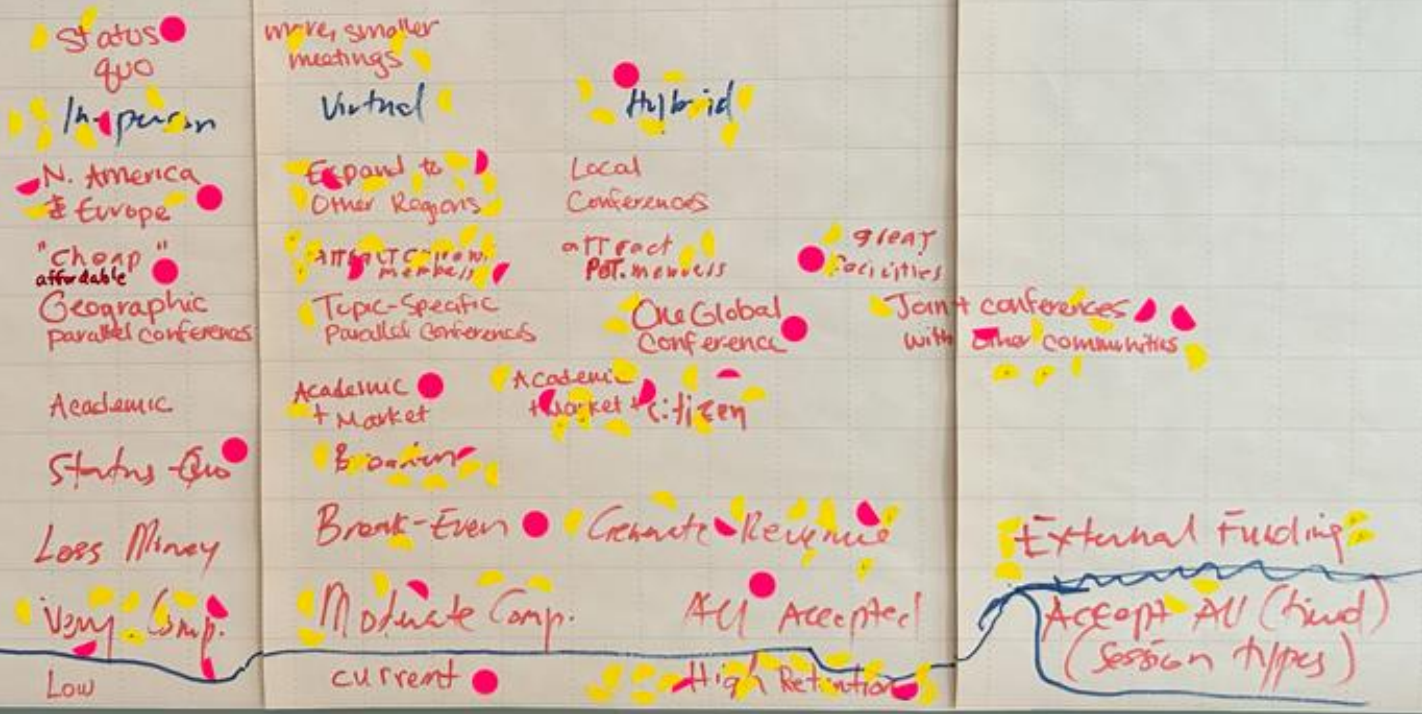 Status quo
more, smaller meetings
In-person
Virtual
Hybrid
N. America & Europe
Expand to Other Regions
Local Conferences
"Cheap" affordable
ATTRACT members
attract POT. members
great facilities
Geographic parallel conferences
Topic-Specific Parallel Conferences
One Global Conference
Joint conferences with other communities
Academic
Academic + Market
Academic + Market + citizen
Status-Quo
Broaden
Loss Money
Break-Even
Generate Revenue
External Funding
Very Comp.
Moderate Comp.
All Accepted
Accept All (tired)
(session types)
Low
current
High Retention